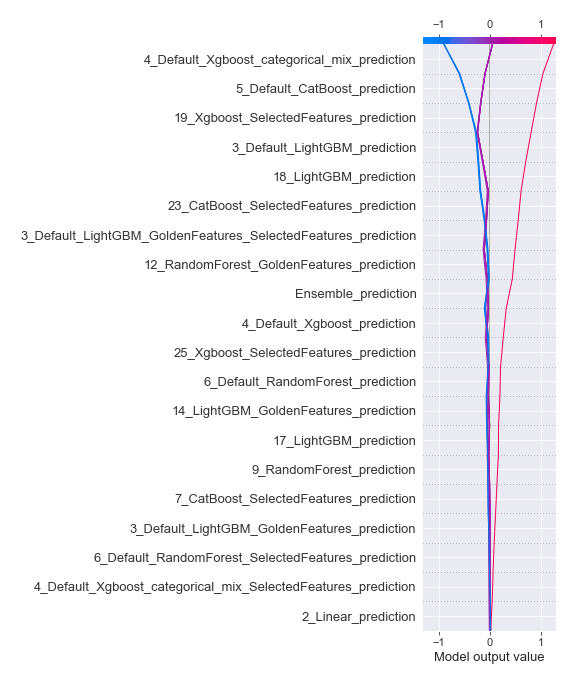 −1 0 1
4_Default_Xgboost_categorical_mix_prediction
5_Default_CatBoost_prediction
19_Xgboost_SelectedFeatures_prediction
3_Default_LightGBM_prediction
18_LightGBM_prediction
23_CatBoost_SelectedFeatures_prediction
3_Default_LightGBM_GoldenFeatures_SelectedFeatures_prediction
12_RandomForest_GoldenFeatures_prediction
Ensemble_prediction
4_Default_Xgboost_prediction
25_Xgboost_SelectedFeatures_prediction
6_Default_RandomForest_prediction
14_LightGBM_GoldenFeatures_prediction
17_LightGBM_prediction
9_RandomForest_prediction
7_CatBoost_SelectedFeatures_prediction
3_Default_LightGBM_GoldenFeatures_prediction
6_Default_RandomForest_SelectedFeatures_prediction
4_Default_Xgboost_categorical_mix_SelectedFeatures_prediction
2_Linear_prediction
−1 0 1
Model output value